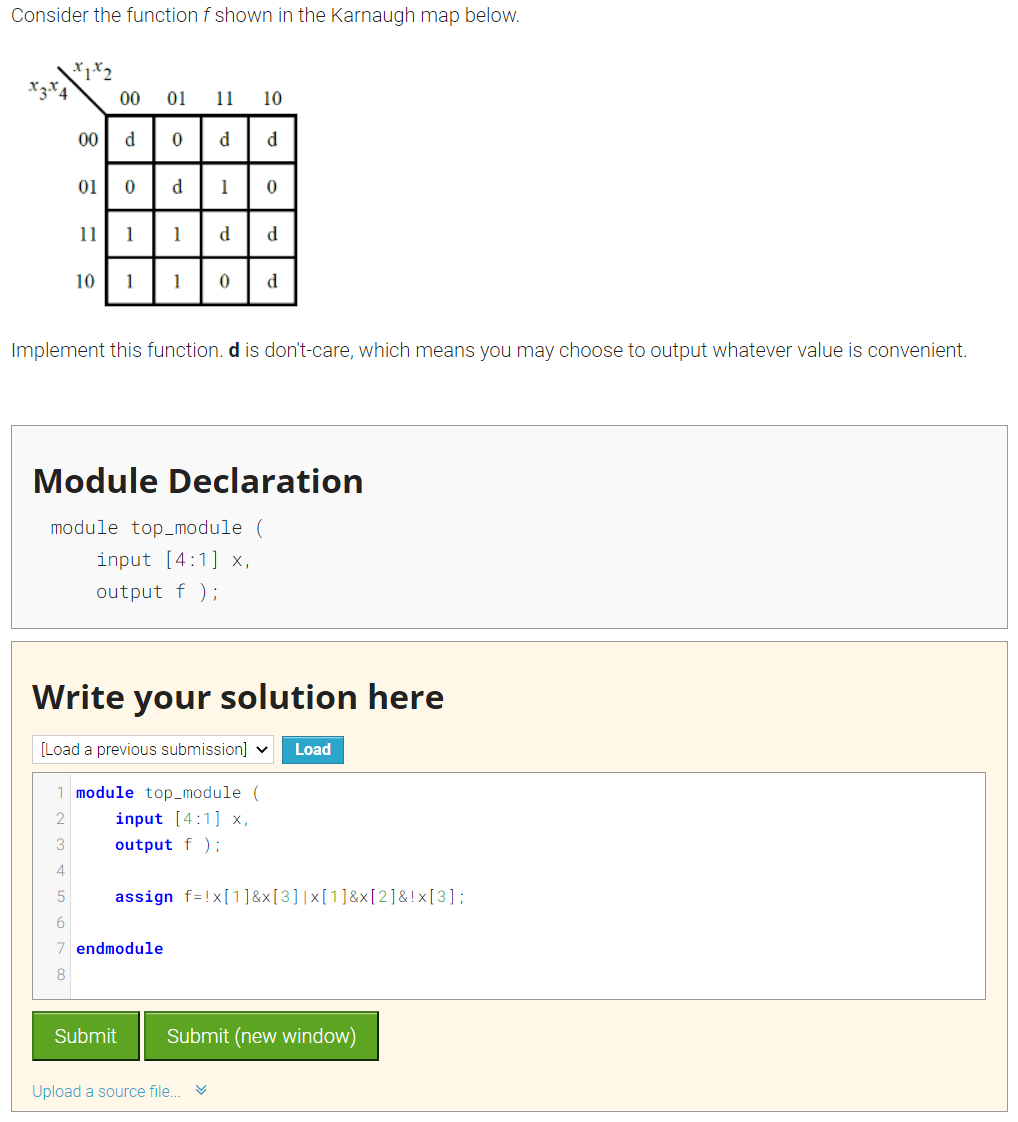 Consider the function f shown in the Karnaugh map below.
x1x2
x3x4
00 01 11 10
00 d 0 d d
01 0 d 1 0
11 1 1 d d
10 1 1 0 d
Implement this function. d is don't-care, which means you may choose to output whatever value is convenient.
Module Declaration
module top_module (
input [4:1] x,
output f );
Write your solution here
[Load a previous submission] Load
1 module top_module (
2 input [4:1] x,
3 output f );
4
5 assign f=!x[1]&x[3]|x[1]&x[2]&!x[3];
6
7 endmodule
8
Submit Submit (new window)
Upload a source file...